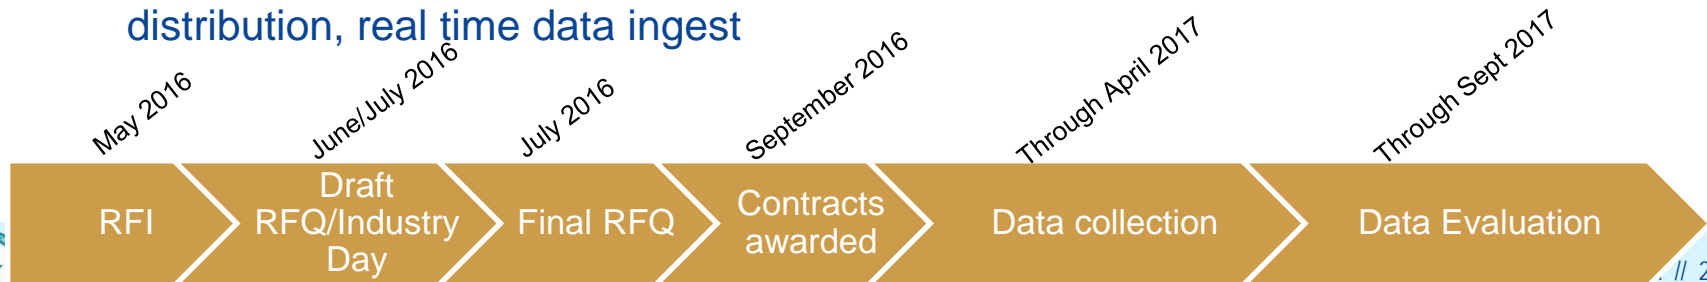 distribution, real time data ingest
May 2016
June/July 2016
July 2016
September 2016
Through April 2017
Through Sept 2017
RFI
Draft
RFQ/Industry
Day
Final RFQ
Contracts
awarded
Data collection
Data Evaluation
// 2